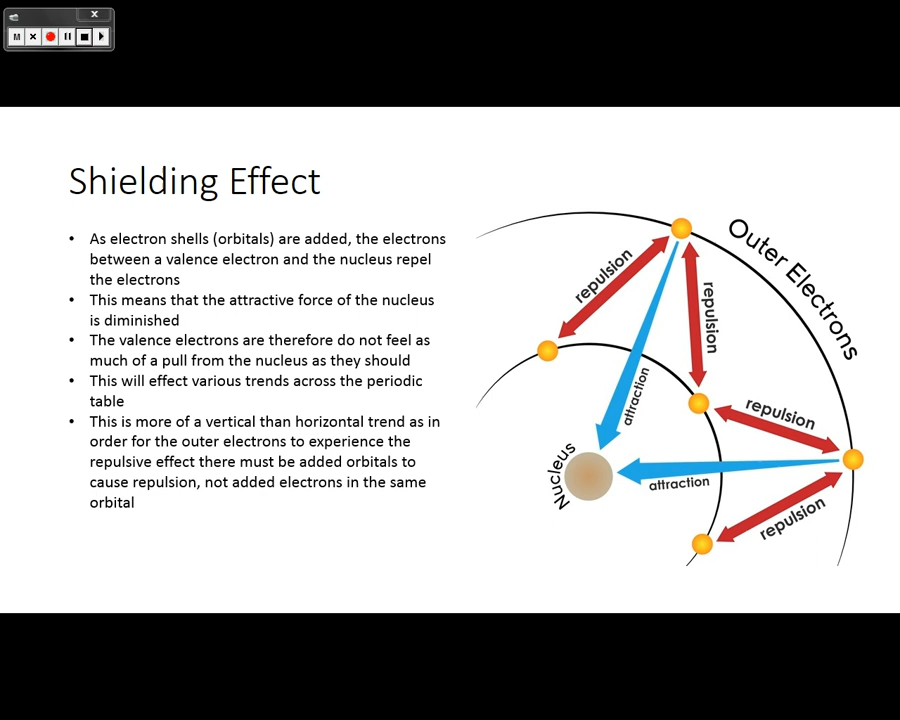 M
X
Shielding Effect
• As electron shells (orbitals) are added, the electrons
between a valence electron and the nucleus repel
the electrons
• This means that the attractive force of the nucleus
is diminished
• The valence electrons are therefore do not feel as
much of a pull from the nucleus as they should
• This will effect various trends across the periodic
table
• This is more of a vertical than horizontal trend as in
order for the outer electrons to experience the
repulsive effect there must be added orbitals to
cause repulsion, not added electrons in the same
orbital
Outer Electrons
repulsion
repulsion
attraction
repulsion
Nucleus
attraction
repulsion